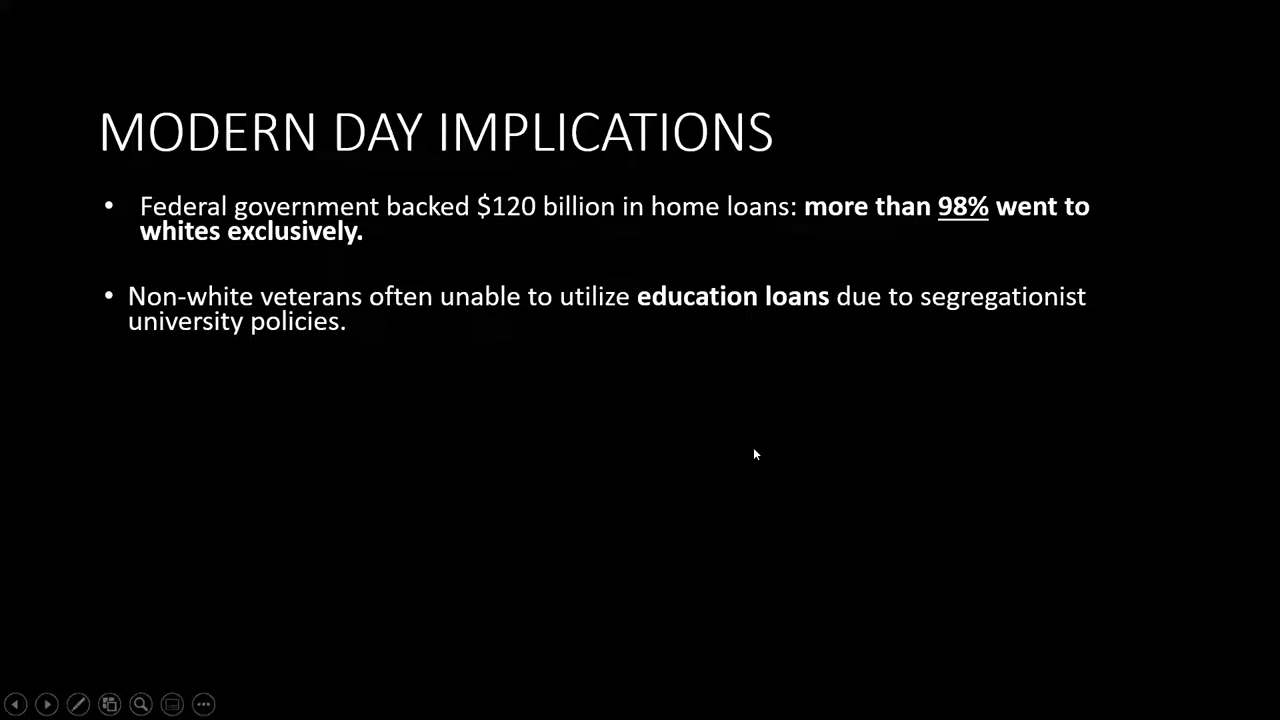 MODERN DAY IMPLICATIONS
• Federal government backed $120 billion in home loans: more than 98% went to
whites exclusively.
• Non-white veterans often unable to utilize education loans due to segregationist
university policies.